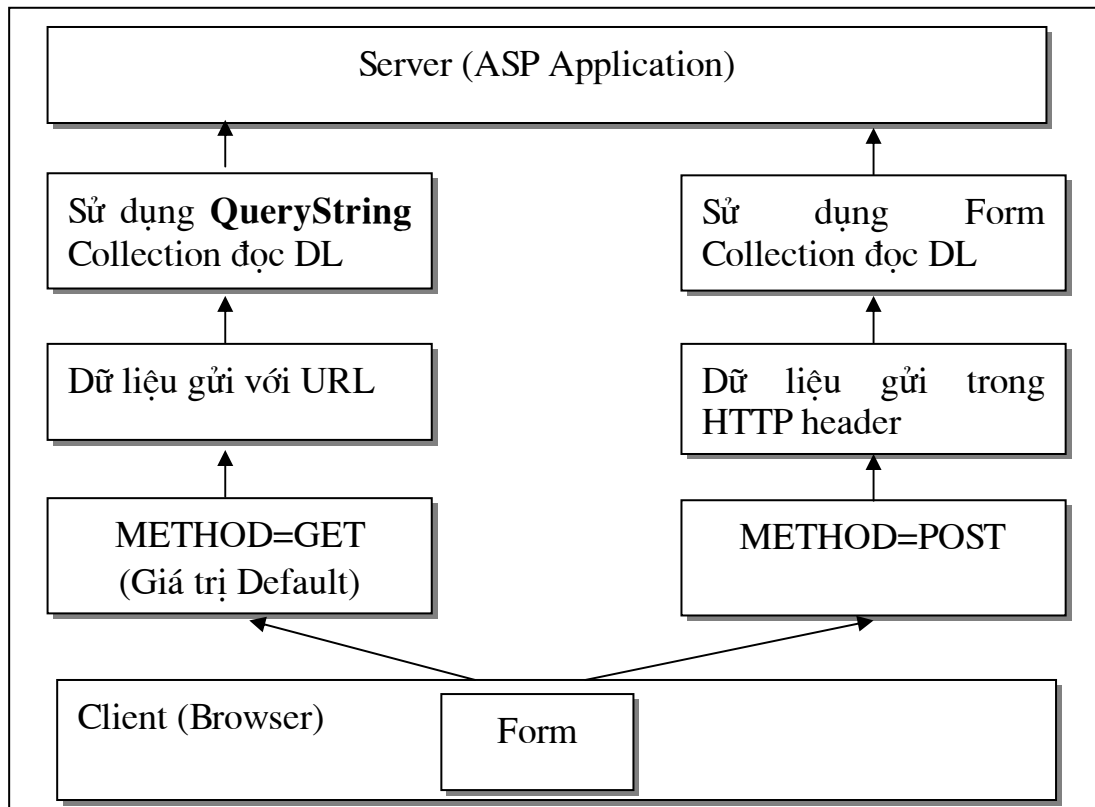 Server (ASP Application)
Sử dụng QueryString
Collection đọc DL
Sử dụng Form
Collection đọc DL
Dữ liệu gửi với URL
Dữ liệu gửi trong
HTTP header
METHOD=GET
(Giá trị Default)
METHOD=POST
Client (Browser)
Form